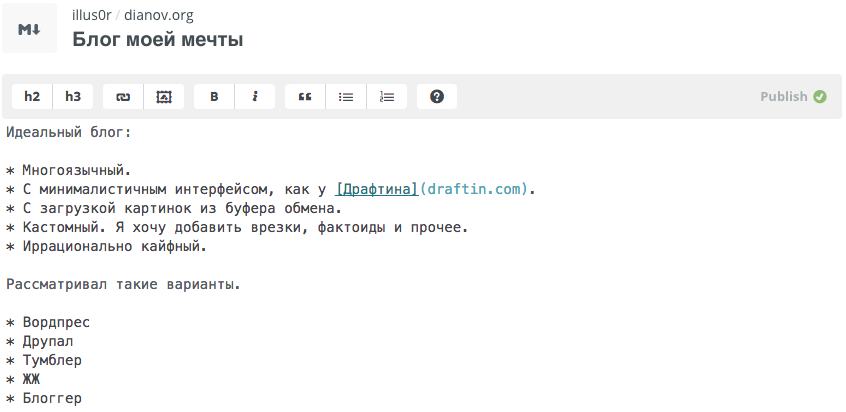 M↓
illus0r / dianov.org
Блог моей мечты
h2 h3 B i ?
Publish
Идеальный блог:
* Многоязычный.
* С минималистичным интерфейсом, как у [Драфтина](draftin.com).
* С загрузкой картинок из буфера обмена.
* Кастомный. Я хочу добавить врезки, фактоиды и прочее.
* Иррационально кайфный.
Рассматривал такие варианты.
* Вордпрес
* Друпал
* Тумблер
* ЖЖ
* Блоггер